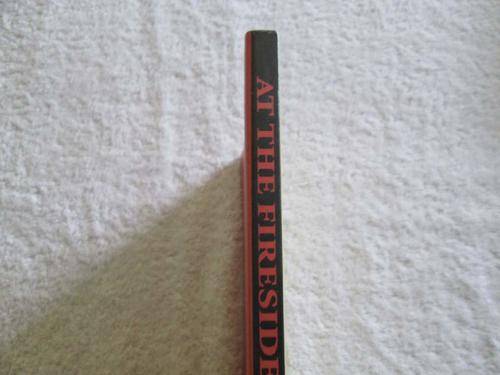 AT THE FIRESIDE